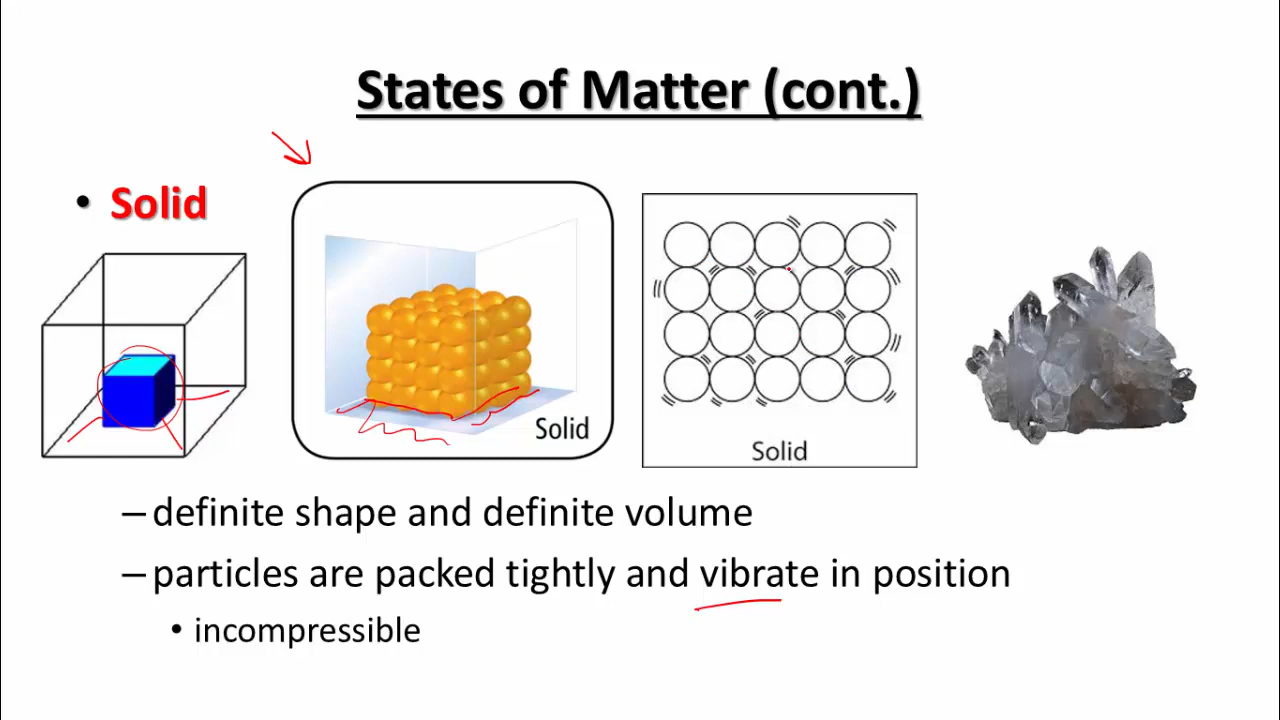 States of Matter (cont.)
• Solid
Solid
Solid
– definite shape and definite volume
– particles are packed tightly and vibrate in position
• incompressible